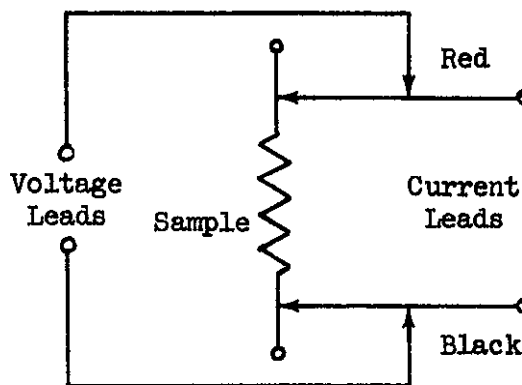 Red
Voltage
Leads
Sample
Current
Leads
Black